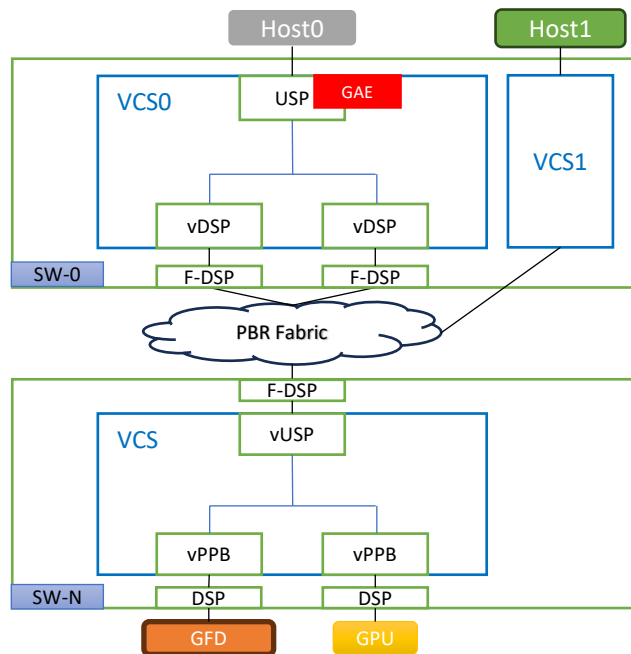 Host0
Host1
VCS0
USP
GAE
VCS1
vDSP
vDSP
SW-0
F-DSP
F-DSP
PBR Fabric
F-DSP
VCS
vUSP
vPPB
vPPB
SW-N
DSP
DSP
GFD
GPU